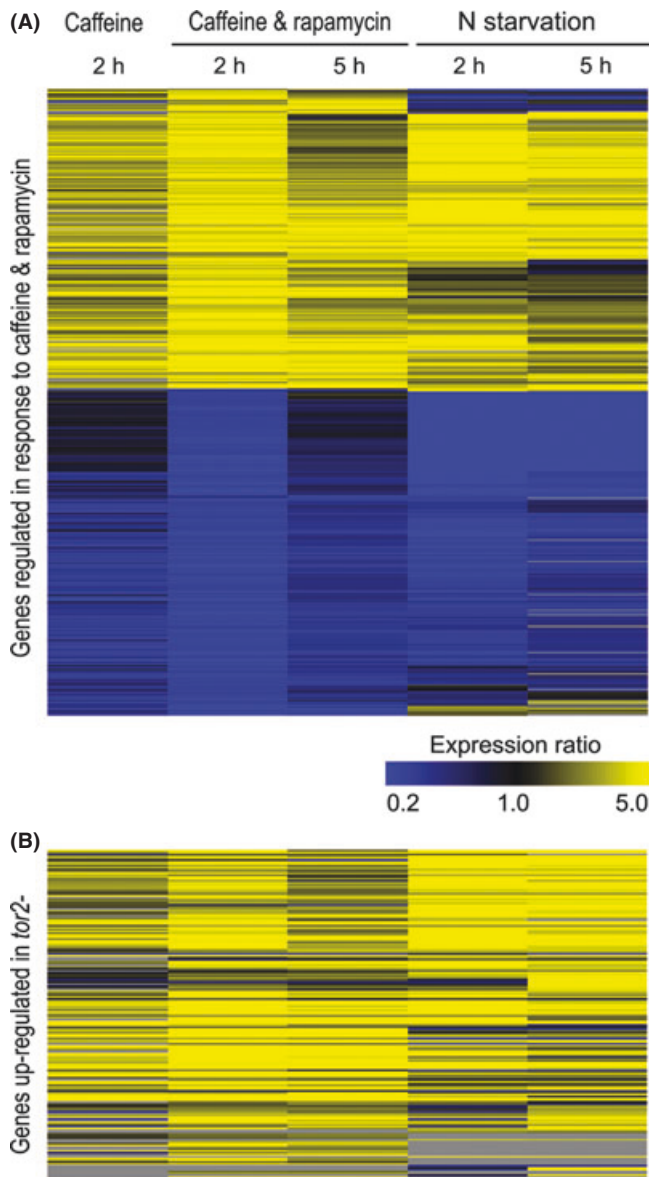 (A)
Caffeine
Caffeine & rapamycin
N starvation
2 h
2 h
5 h
2 h
5 h
Genes regulated in response to caffeine & rapamycin
Expression ratio
0.2
1.0
5.0
(B)
Genes up-regulated in tor2-